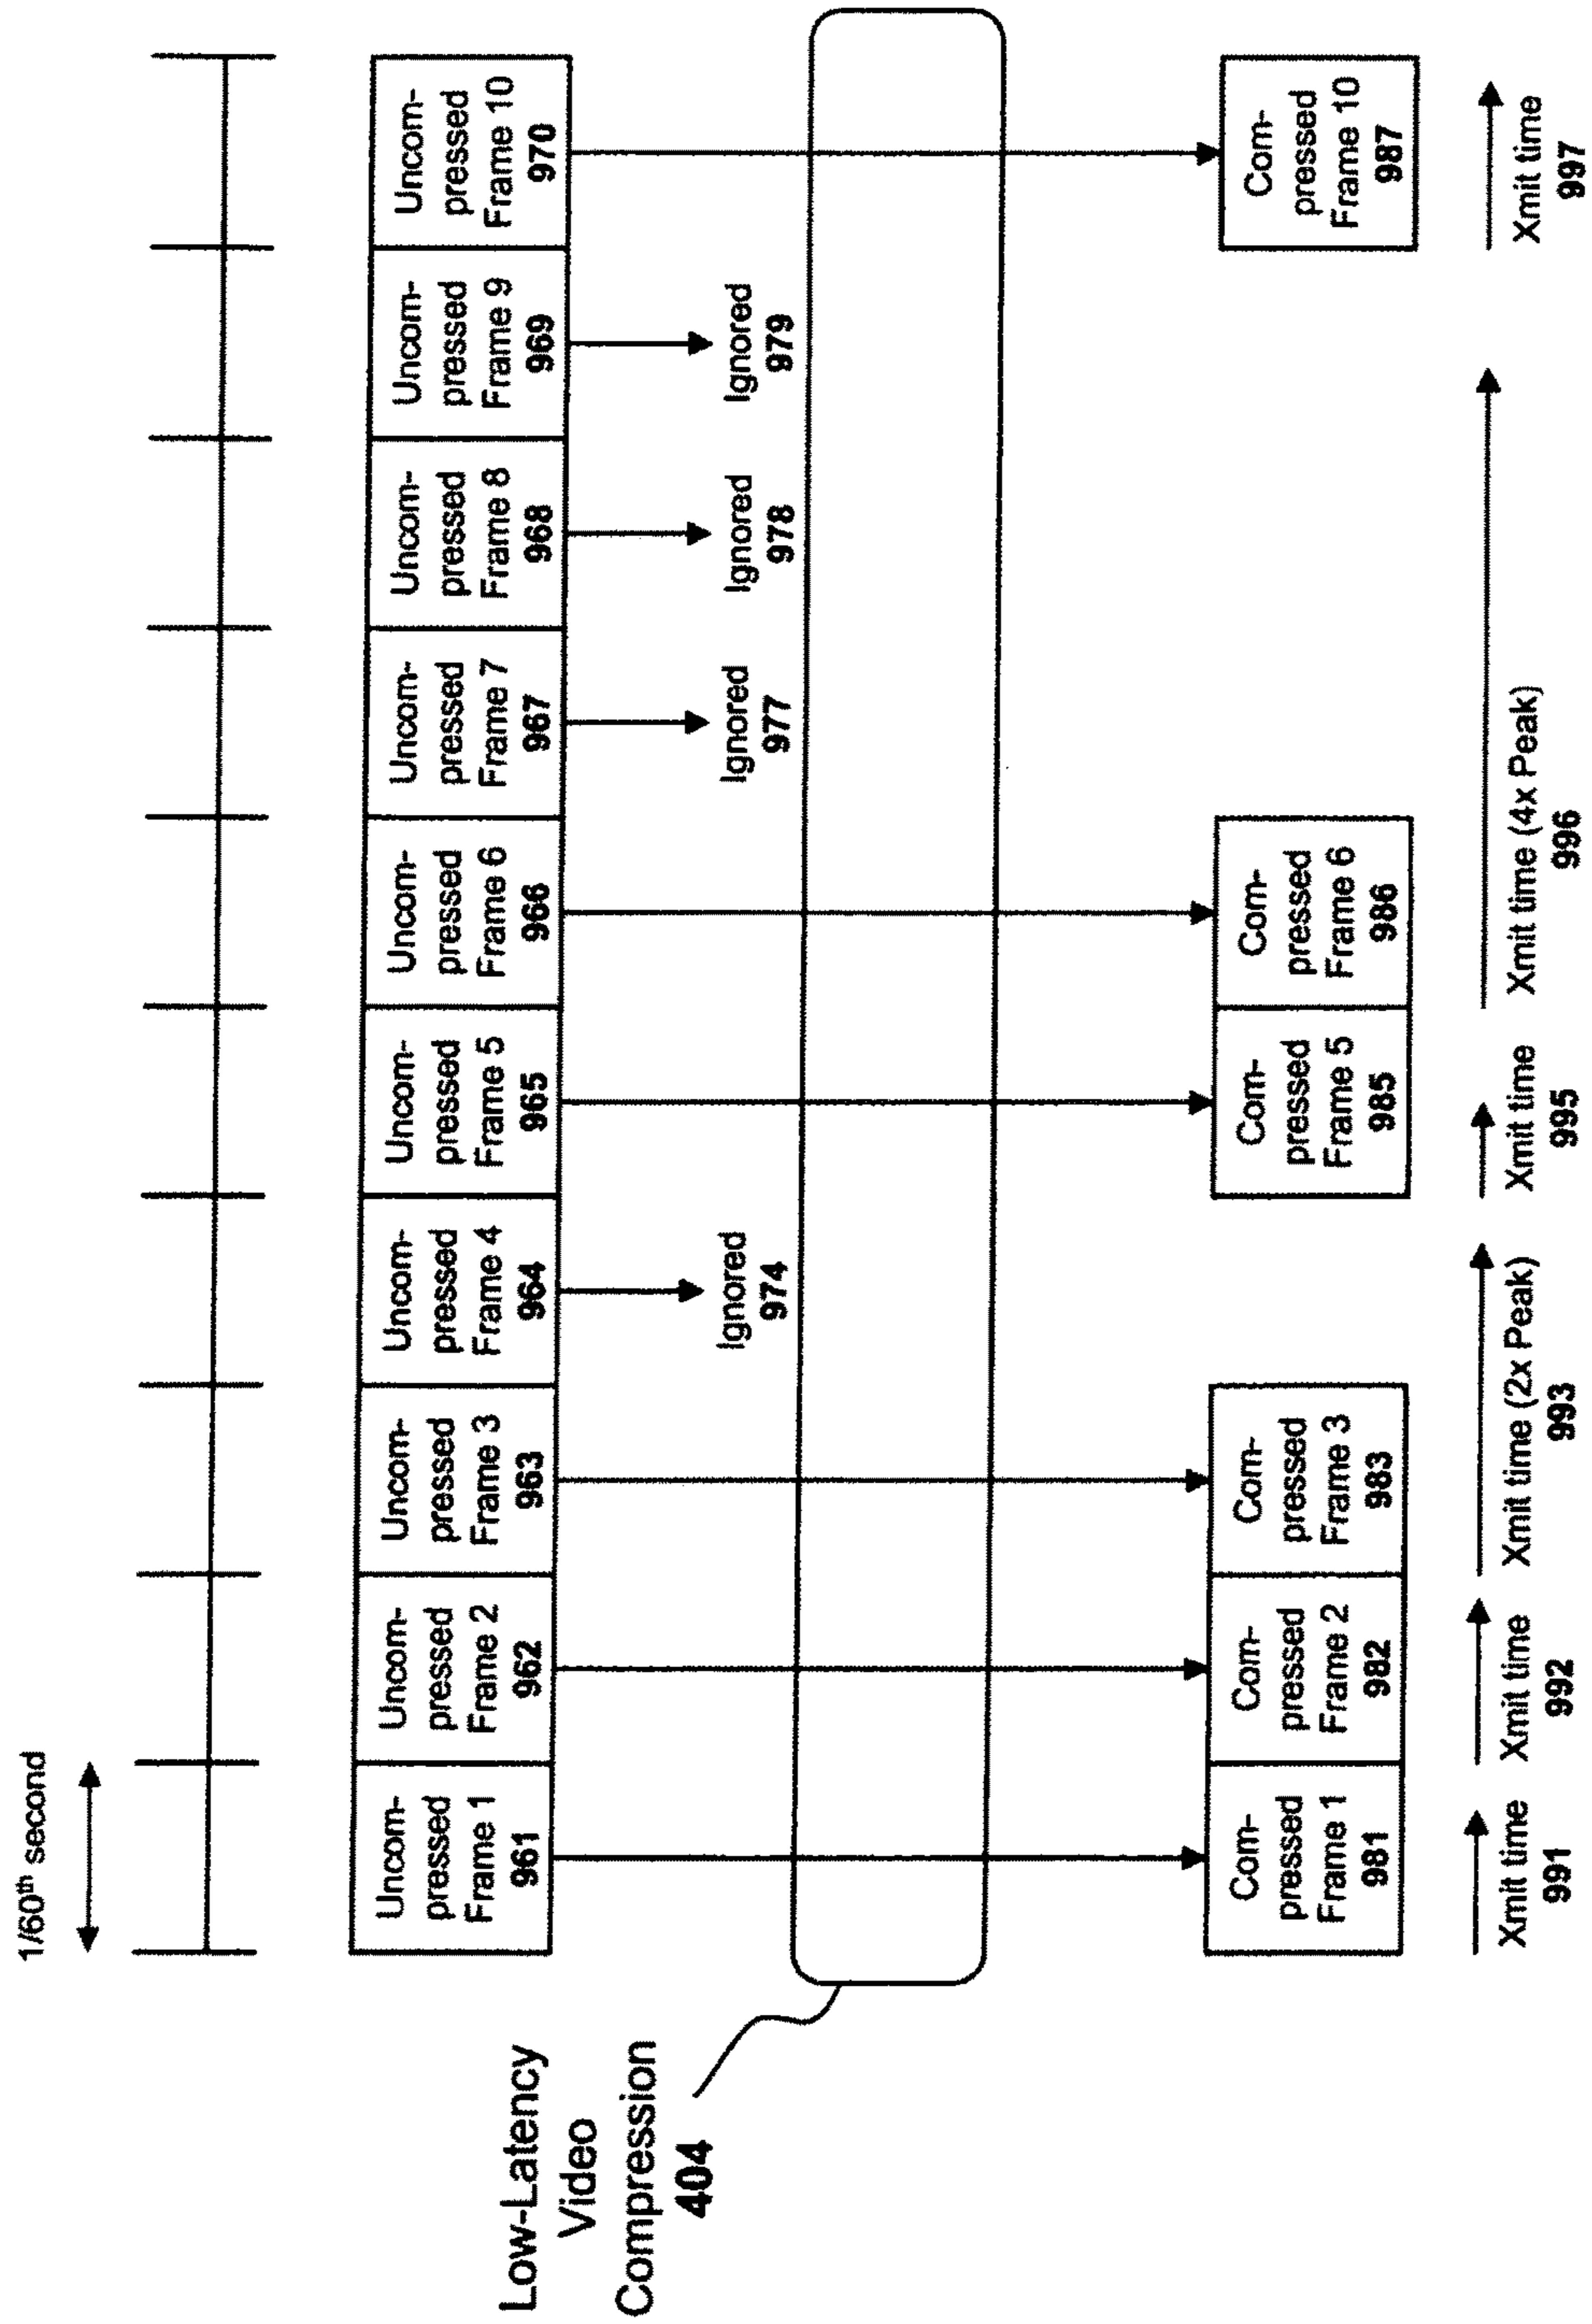 1/60th second
Uncom-
pressed
Frame 1
961
Uncom-
pressed
Frame 2
962
Uncom-
pressed
Frame 3
963
Uncom-
pressed
Frame 4
964
Uncom-
pressed
Frame 5
965
Uncom-
pressed
Frame 6
966
Uncom-
pressed
Frame 7
967
Uncom-
pressed
Frame 8
968
Uncom-
pressed
Frame 9
969
Uncom-
pressed
Frame 10
970
Ignored
974
Ignored
977
Ignored
978
Ignored
979
Low-Latency
Video
Compression
404
Com-
pressed
Frame 1
981
Com-
pressed
Frame 2
982
Com-
pressed
Frame 3
983
Com-
pressed
Frame 5
985
Com-
pressed
Frame 6
986
Com-
pressed
Frame 10
987
Xmit time
991
Xmit time
992
Xmit time (2x Peak)
993
Xmit time
995
Xmit time (4x Peak)
996
Xmit time
997